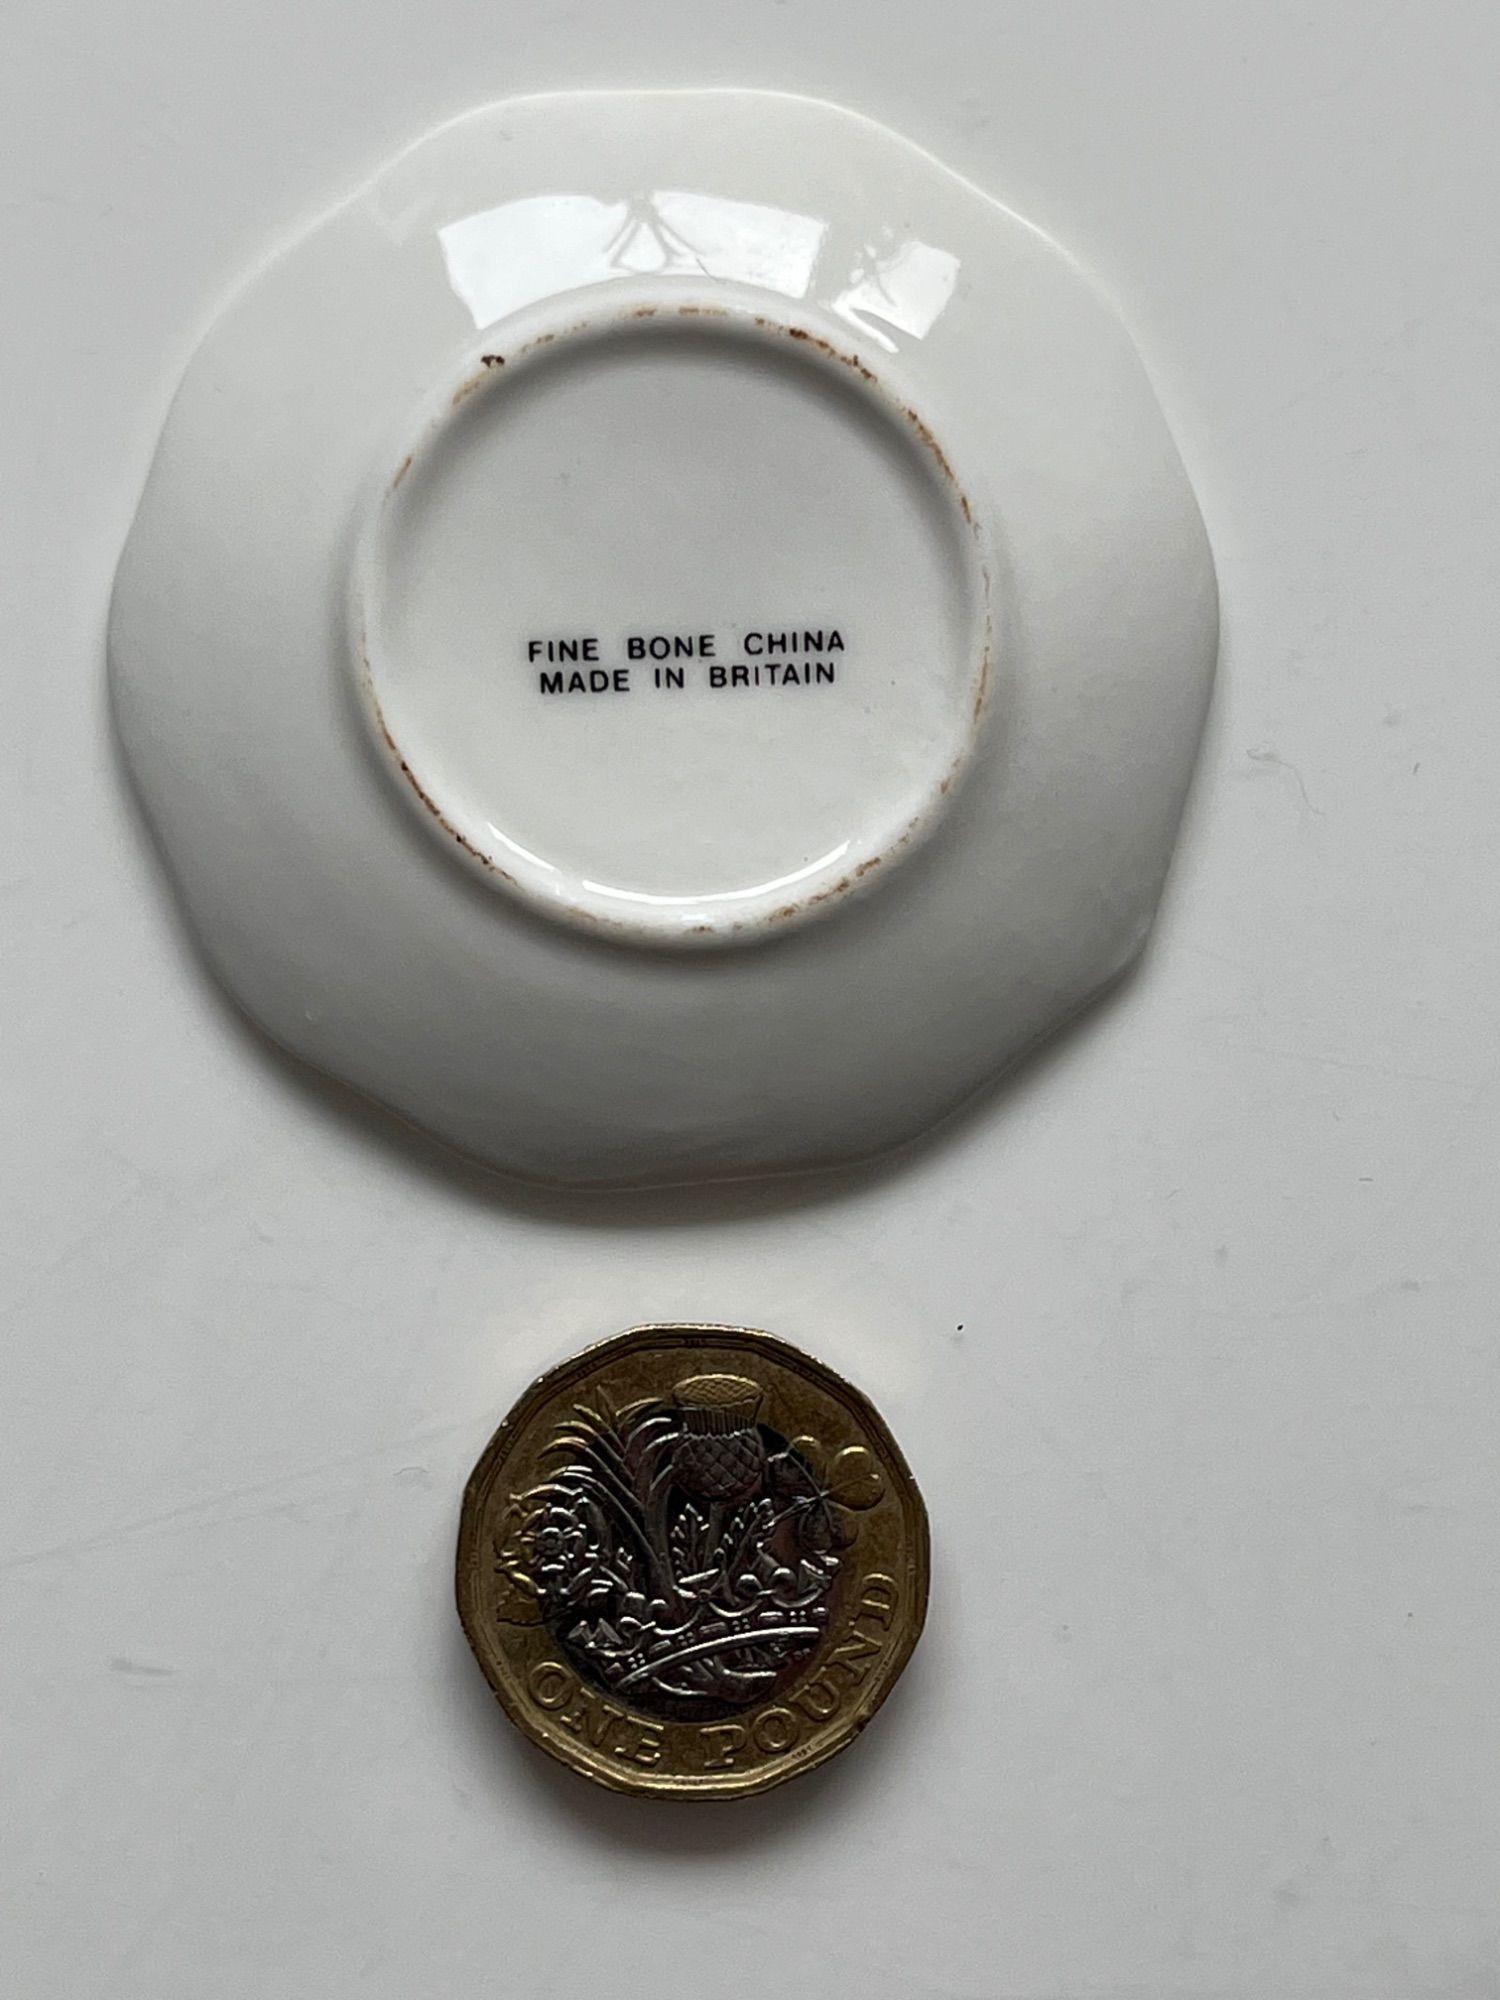 FINE BONE CHINA
MADE IN BRITAIN
ONE POUND